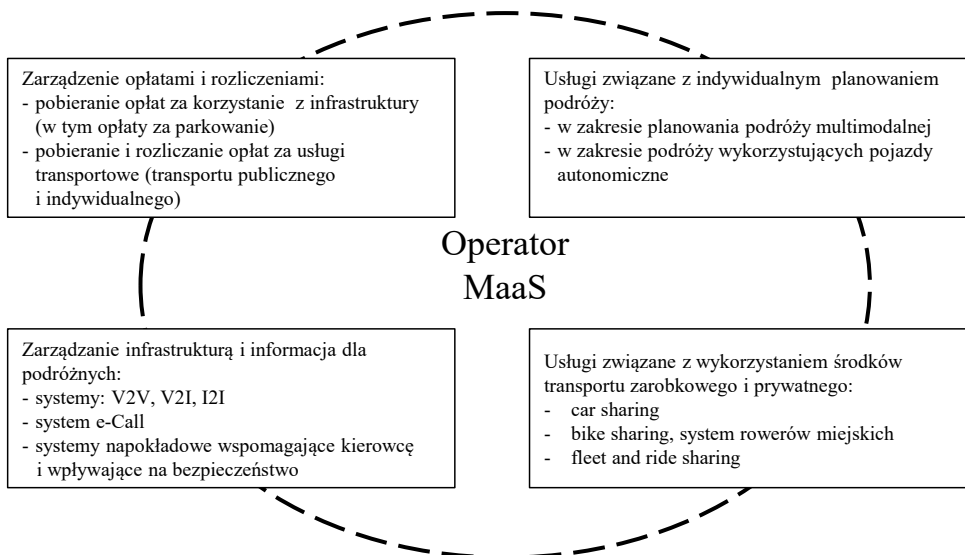 Zarządzenie opłatami i rozliczeniami:
- pobieranie opłat za korzystanie z infrastruktury
(w tym opłaty za parkowanie)
- pobieranie i rozliczanie opłat za usługi
transportowe (transportu publicznego
i indywidualnego)
Usługi związane z indywidualnym planowaniem
podróży:
- w zakresie planowania podróży multimodalnej
- w zakresie podróży wykorzystujących pojazdy
autonomiczne
Operator
MaaS
Zarządzanie infrastrukturą i informacja dla
podróżnych:
- systemy: V2V, V2I, I2I
- system e-Call
- systemy napokładowe wspomagające kierowcę
i wpływające na bezpieczeństwo
Usługi związane z wykorzystaniem środków
transportu zarobkowego i prywatnego:
- car sharing
- bike sharing, system rowerów miejskich
- fleet and ride sharing